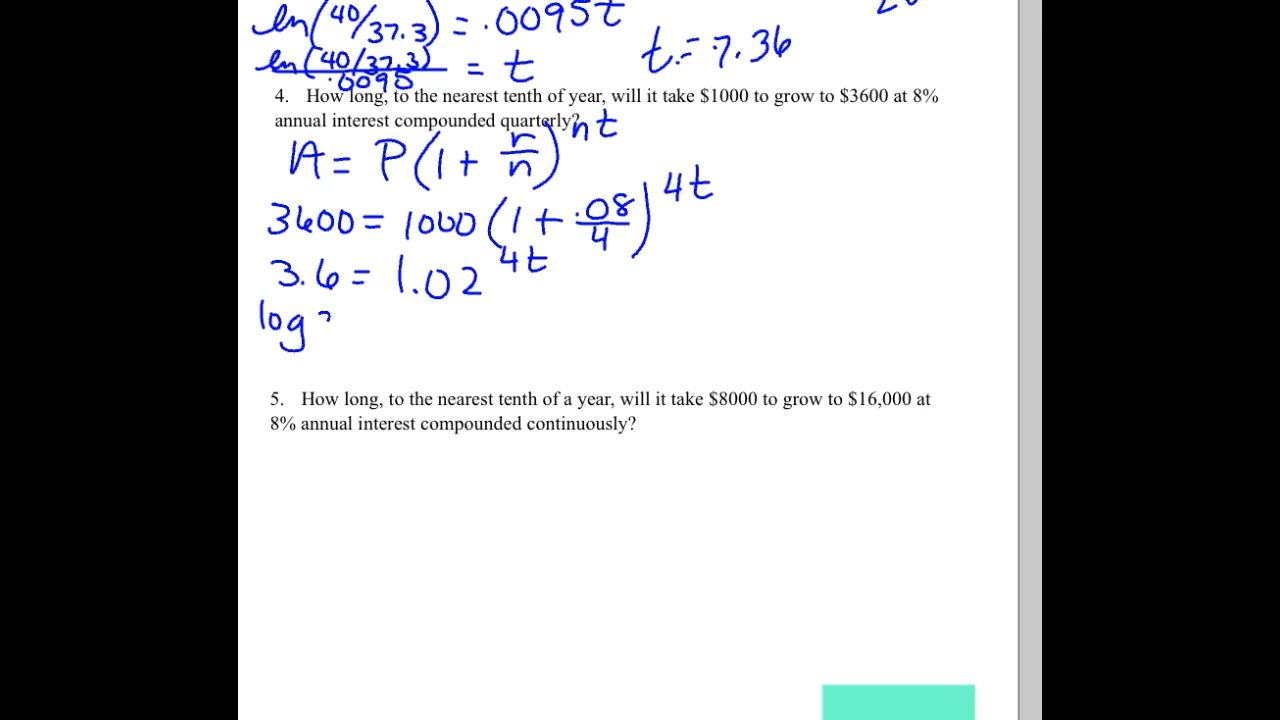 ln(40/37.3) = .0095t
ln(40/37.3)/.0095 = t
t = 7.36
4. How long, to the nearest tenth of year, will it take $1000 to grow to $3600 at 8%
annual interest compounded quarterly?
A = P(1 + r/n)^nt
3600 = 1000(1 + .08/4)^4t
3.6 = 1.02^4t
log
5. How long, to the nearest tenth of a year, will it take $8000 to grow to $16,000 at
8% annual interest compounded continuously?